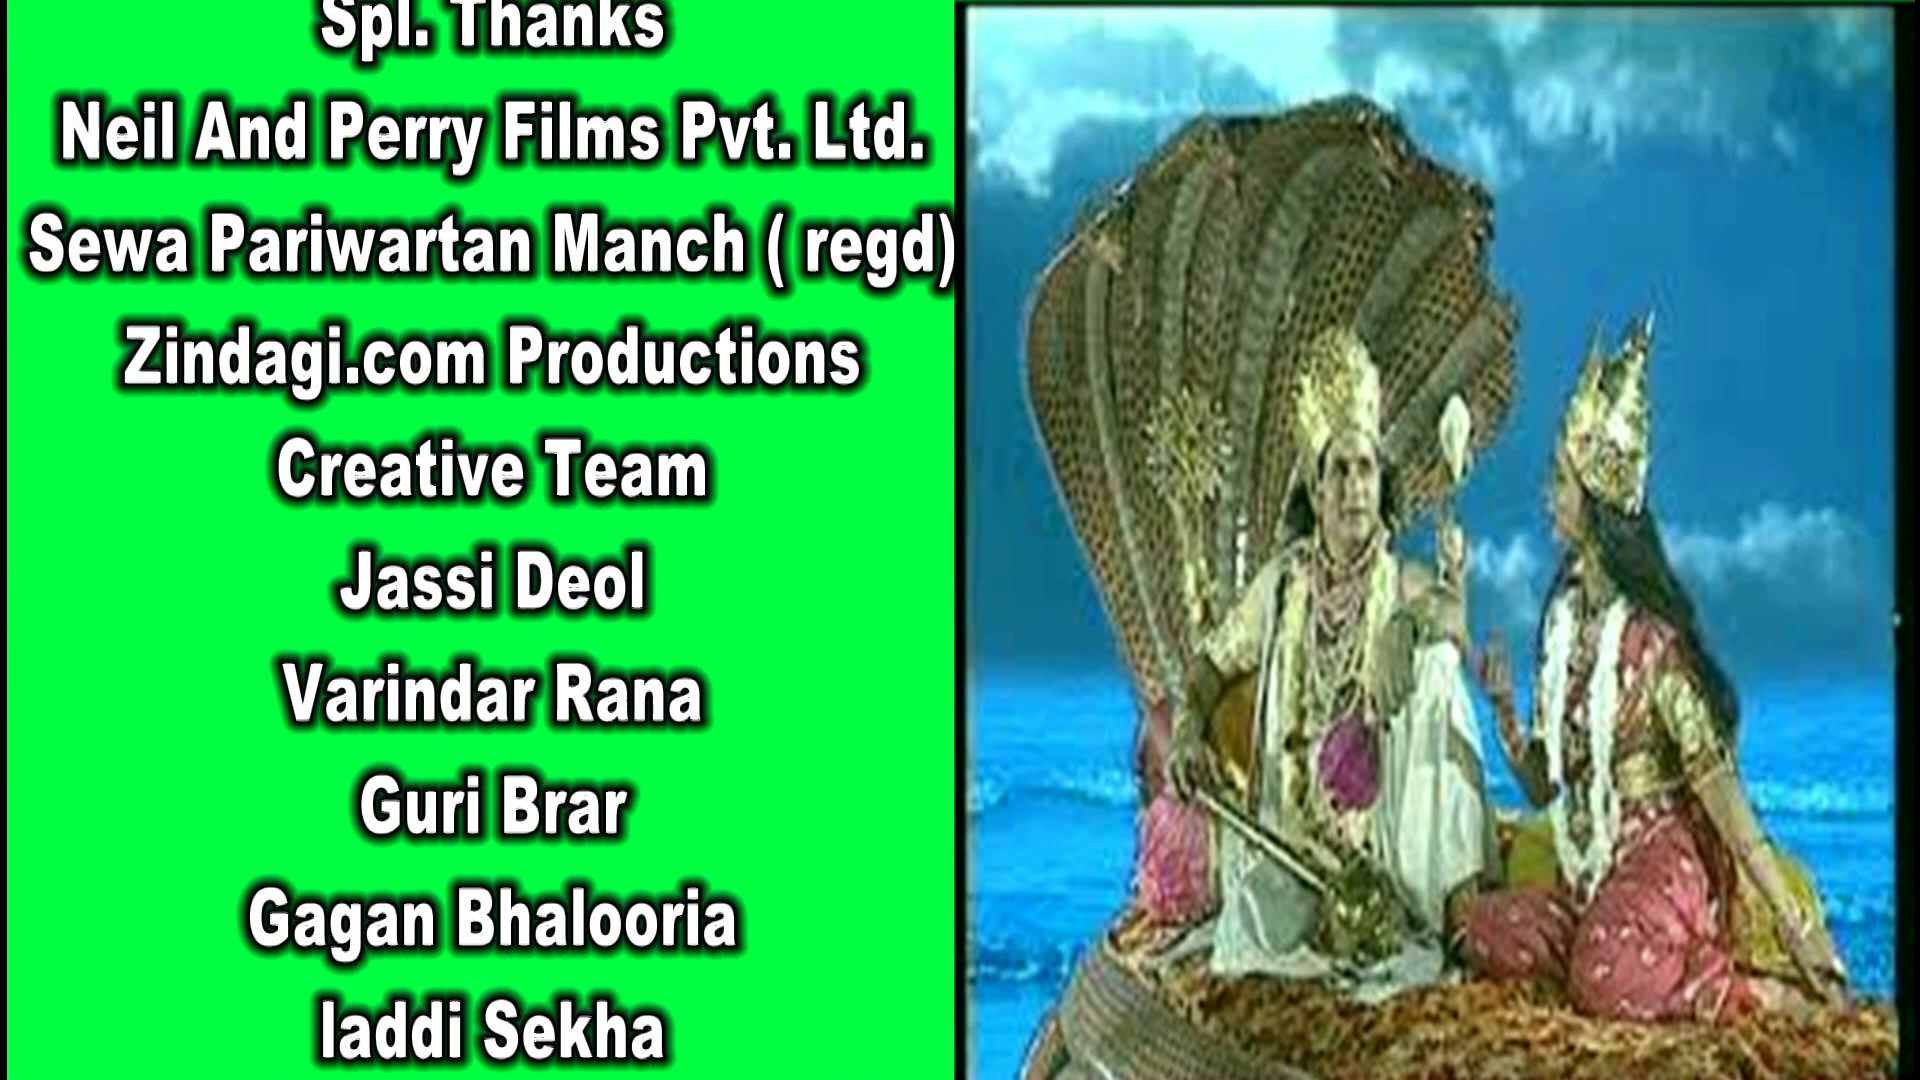 Spl. Thanks
Neil And Perry Films Pvt. Ltd.
Sewa Pariwartan Manch ( regd)
Zindagi.com Productions
Creative Team
Jassi Deol
Varindar Rana
Guri Brar
Gagan Bhalooria
laddi Sekha